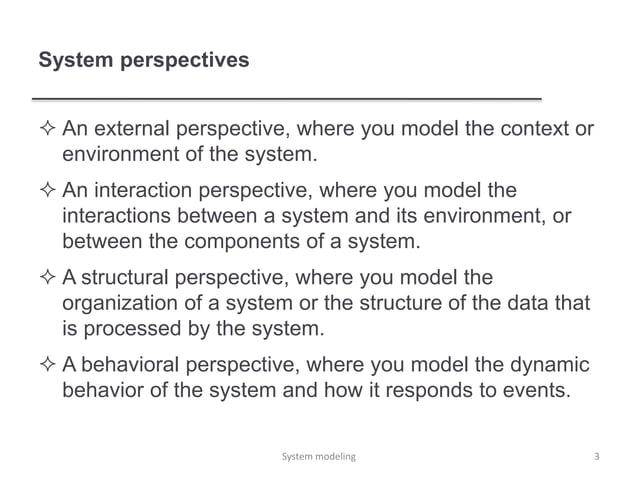 System perspectives
✧ An external perspective, where you model the context or
environment of the system.
✧ An interaction perspective, where you model the
interactions between a system and its environment, or
between the components of a system.
✧ A structural perspective, where you model the
organization of a system or the structure of the data that
is processed by the system.
✧ A behavioral perspective, where you model the dynamic
behavior of the system and how it responds to events.
System modeling
3